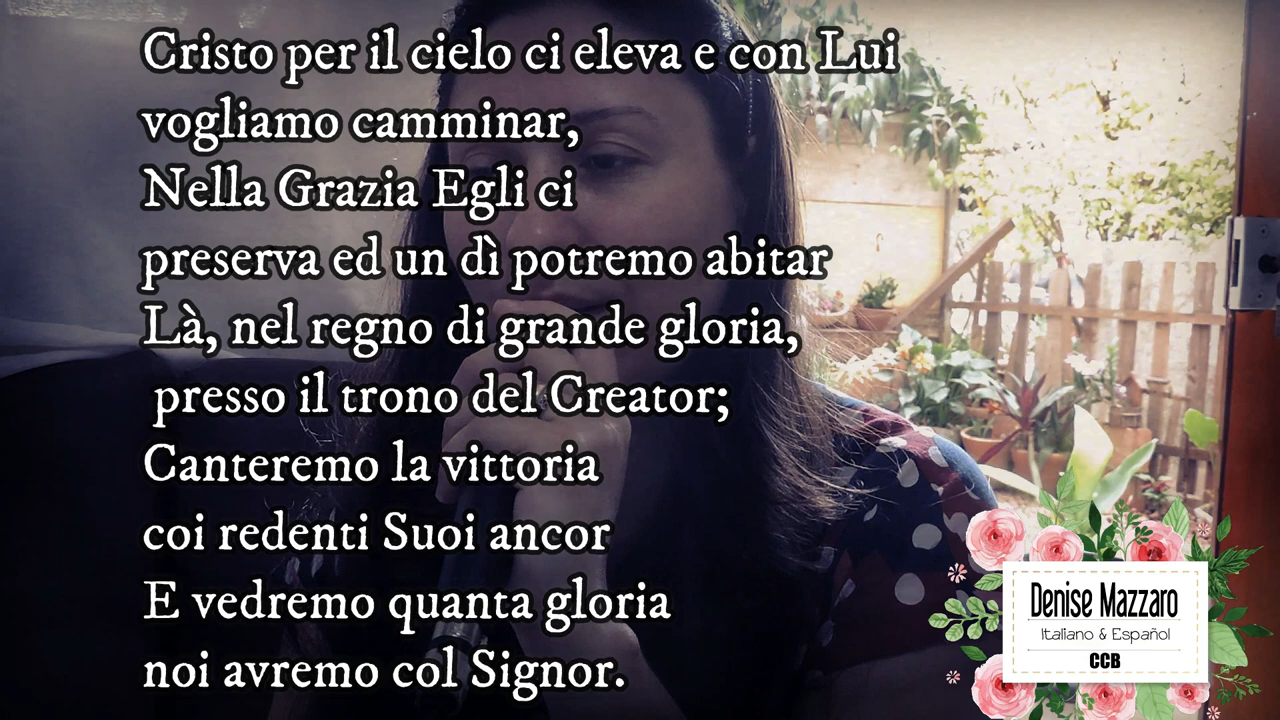 Cristo per il cielo ci eleva e con Lui
vogliamo camminar,
Nella Grazia Egli ci
preserva ed un dì potremo abitar
Là, nel regno di grande gloria,
presso il trono del Creator;
Canteremo la vittoria
coi redenti Suoi ancor
E vedremo quanta gloria
noi avremo col Signor.
Denise Mazzaro
Italiano & Español
CCB